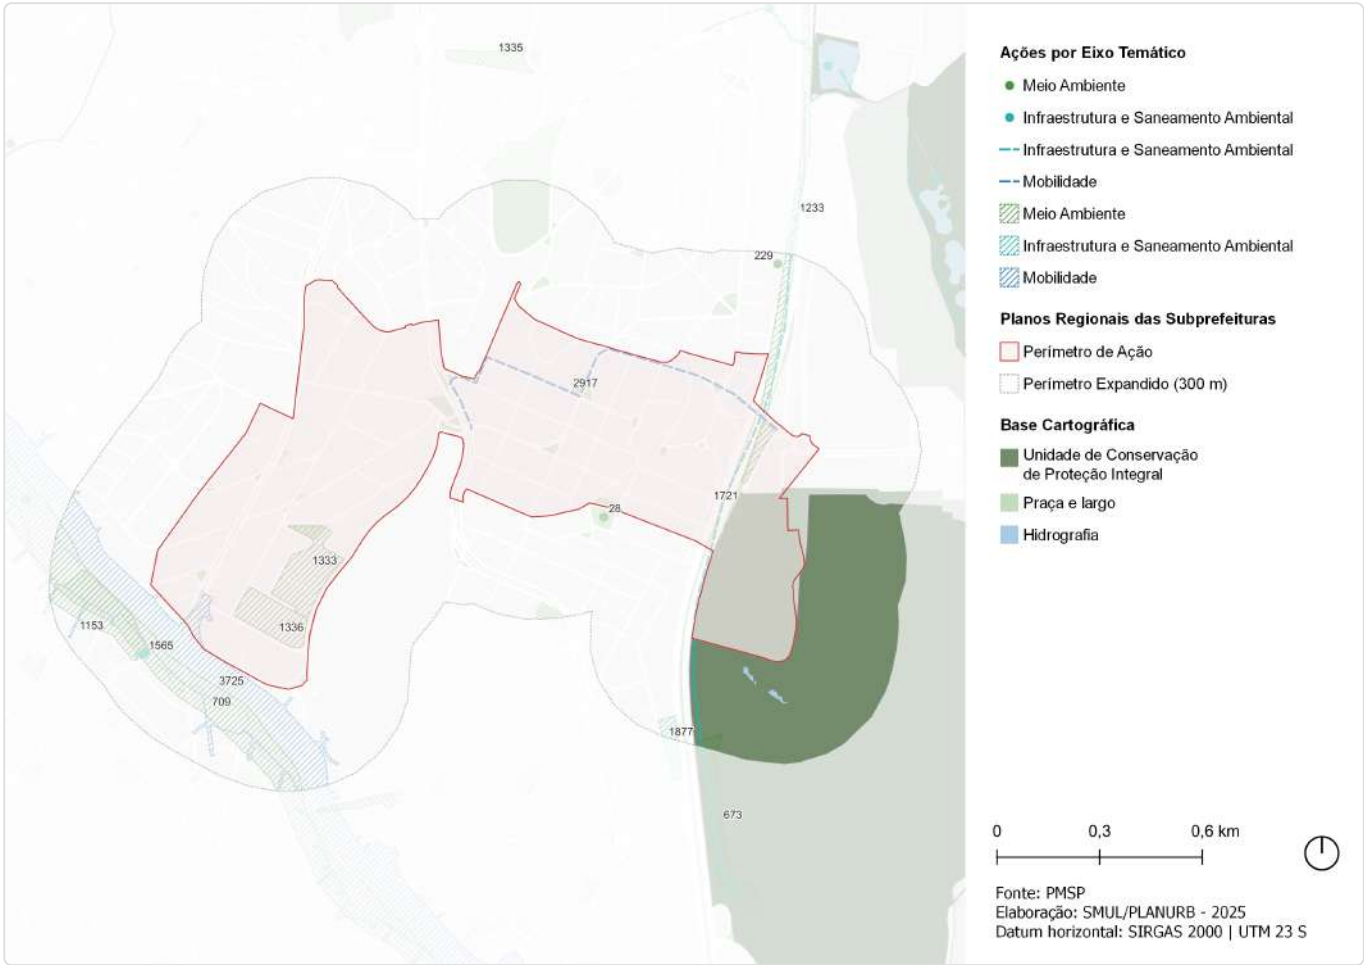 1335
1233
229
2917
1721
28
1333
1336
1153
1565
3725
709
1877
673
Ações por Eixo Temático
Meio Ambiente
Infraestrutura e Saneamento Ambiental
Infraestrutura e Saneamento Ambiental
Mobilidade
Meio Ambiente
Infraestrutura e Saneamento Ambiental
Mobilidade
Planos Regionais das Subprefeituras
Perímetro de Ação
Perímetro Expandido (300 m)
Base Cartográfica
Unidade de Conservação
de Proteção Integral
Praça e largo
Hidrografia
0 0,3 0,6 km
Fonte: PMSP
Elaboração: SMUL/PLANURB - 2025
Datum horizontal: SIRGAS 2000 | UTM 23 S